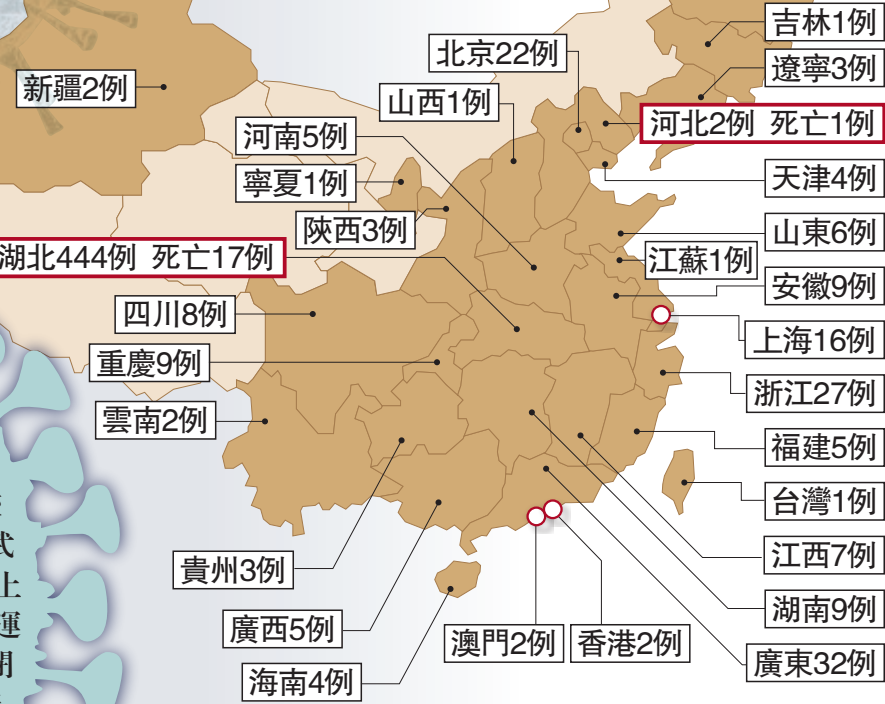 吉林1例
北京22例
遼寧3例
新疆2例
山西1例
河北2例 死亡1例
河南5例
天津4例
寧夏1例
陝西3例
山東6例
湖北444例 死亡17例
江蘇1例
安徽9例
四川8例
上海16例
重慶9例
浙江27例
雲南2例
福建5例
台灣1例
式
江西7例
貴州3例
上
湖南9例
運
廣西5例
澳門2例
香港2例
廣東32例
海南4例